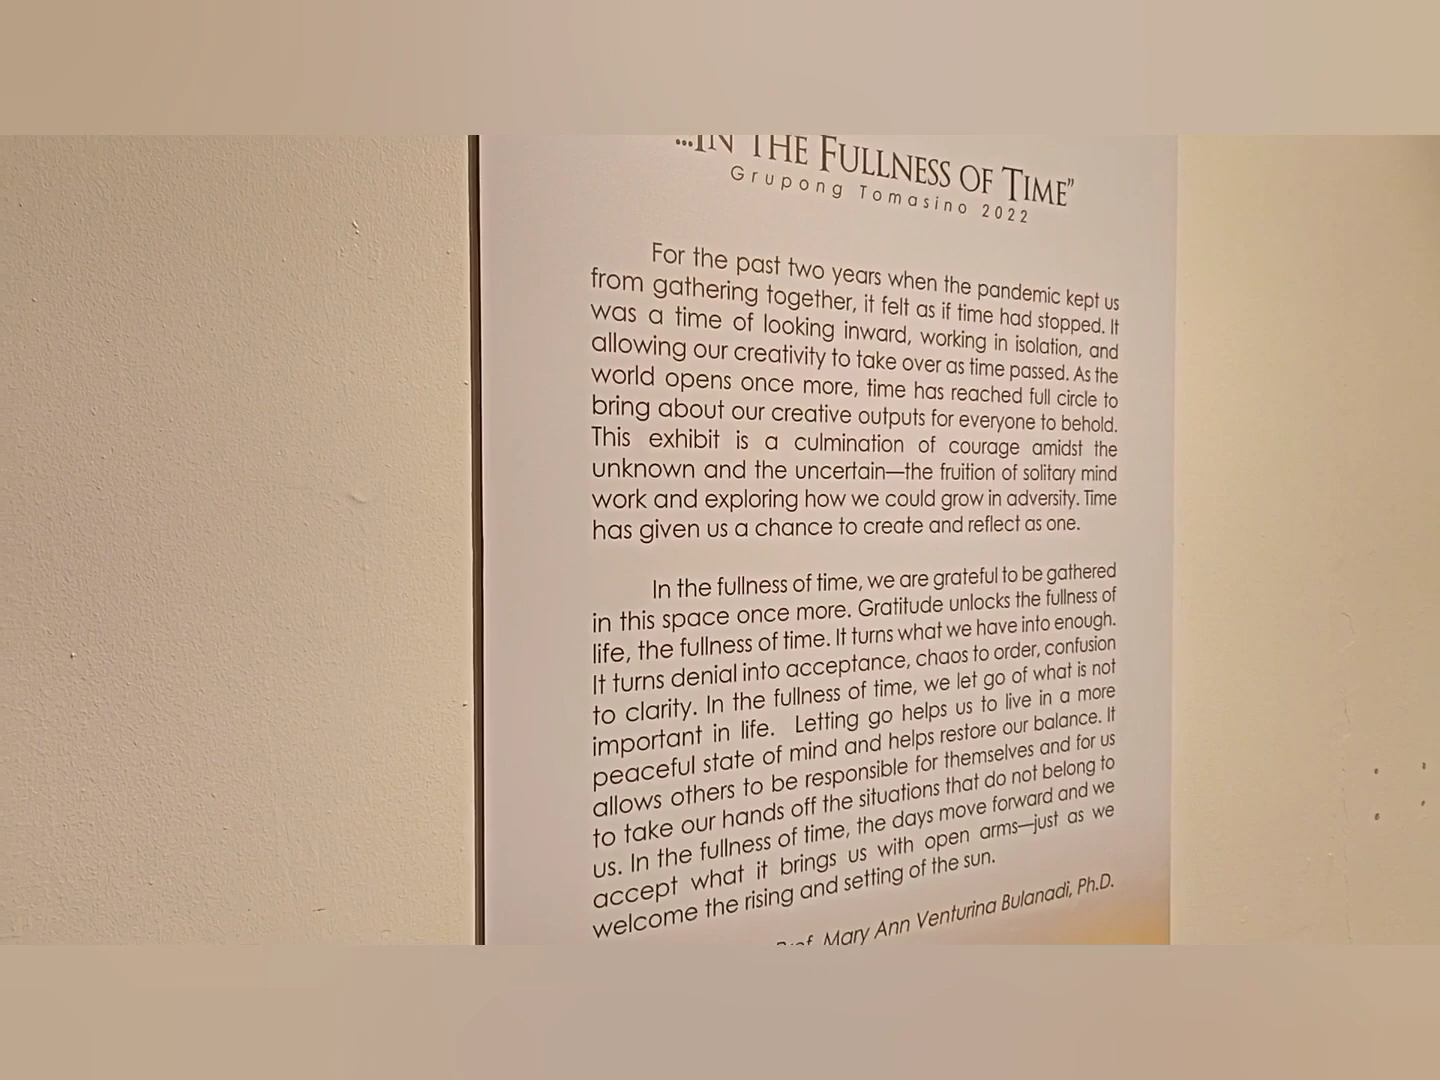 ...IN THE FULLNESS OF TIME"
Grupong Tomasino 2022
For the past two years when the pandemic kept us
from gathering together, it felt as if time had stopped. It
was a time of looking inward, working in isolation, and
allowing our creativity to take over as time passed. As the
world opens once more, time has reached full circle to
bring about our creative outputs for everyone to behold.
This exhibit is a culmination of courage amidst the
unknown and the uncertain—the fruition of solitary mind
work and exploring how we could grow in adversity. Time
has given us a chance to create and reflect as one.
In the fullness of time, we are grateful to be gathered
in this space once more. Gratitude unlocks the fullness of
life, the fullness of time. It turns what we have into enough.
It turns denial into acceptance, chaos to order, confusion
to clarity. In the fullness of time, we let go of what is not
important in life. Letting go helps us to live in a more
peaceful state of mind and helps restore our balance. It
allows others to be responsible for themselves and for us
to take our hands off the situations that do not belong to
us. In the fullness of time, the days move forward and we
accept what it brings us with open arms—just as we
welcome the rising and setting of the sun.
Prof. Mary Ann Venturina Bulanadi, Ph.D.